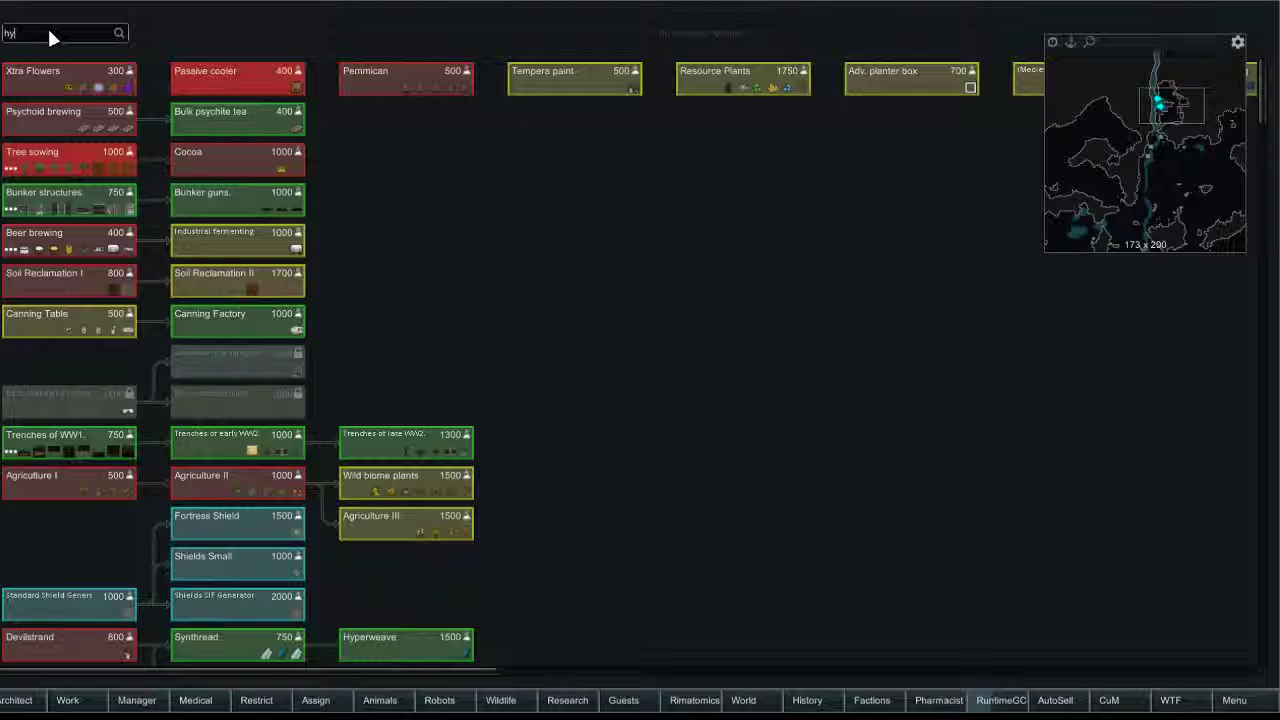 hy
Xtra Flowers 300 Passive cooler 400 Pemmican 500 Tempera paint 500 Resource Plants 1750 Adv. planter box 700
Psychoid brewing 500 Bulk psychite tea 400
Tree sowing 1000 Cocoa 1000
Bunker structures. 750 Bunker guns. 1000
Beer brewing 400 Industrial fermenting 1000
Soil Reclamation I 800 Soil Reclamation II 1700
Canning Table 500 Canning Factory 1000
Trenches of WW1. 750 Trenches of early WW2. 1000 Trenches of late WW2. 1300
Agriculture I 500 Agriculture II 1000 Wild biome plants 1500
Fortress Shield 1500 Agriculture III 1500
Shields Small 1000
Standard Shield Genera 1000 Shields SIF Generator 2000
Devilstrand 800 Synthread 750 Hyperweave 1500
173 x 200
Architect Work Manager Medical Restrict Assign Animals Robots Wildlife Research Guests Rimatomics World History Factions Pharmacist RuntimeGC AutoSell CuM WTF Menu